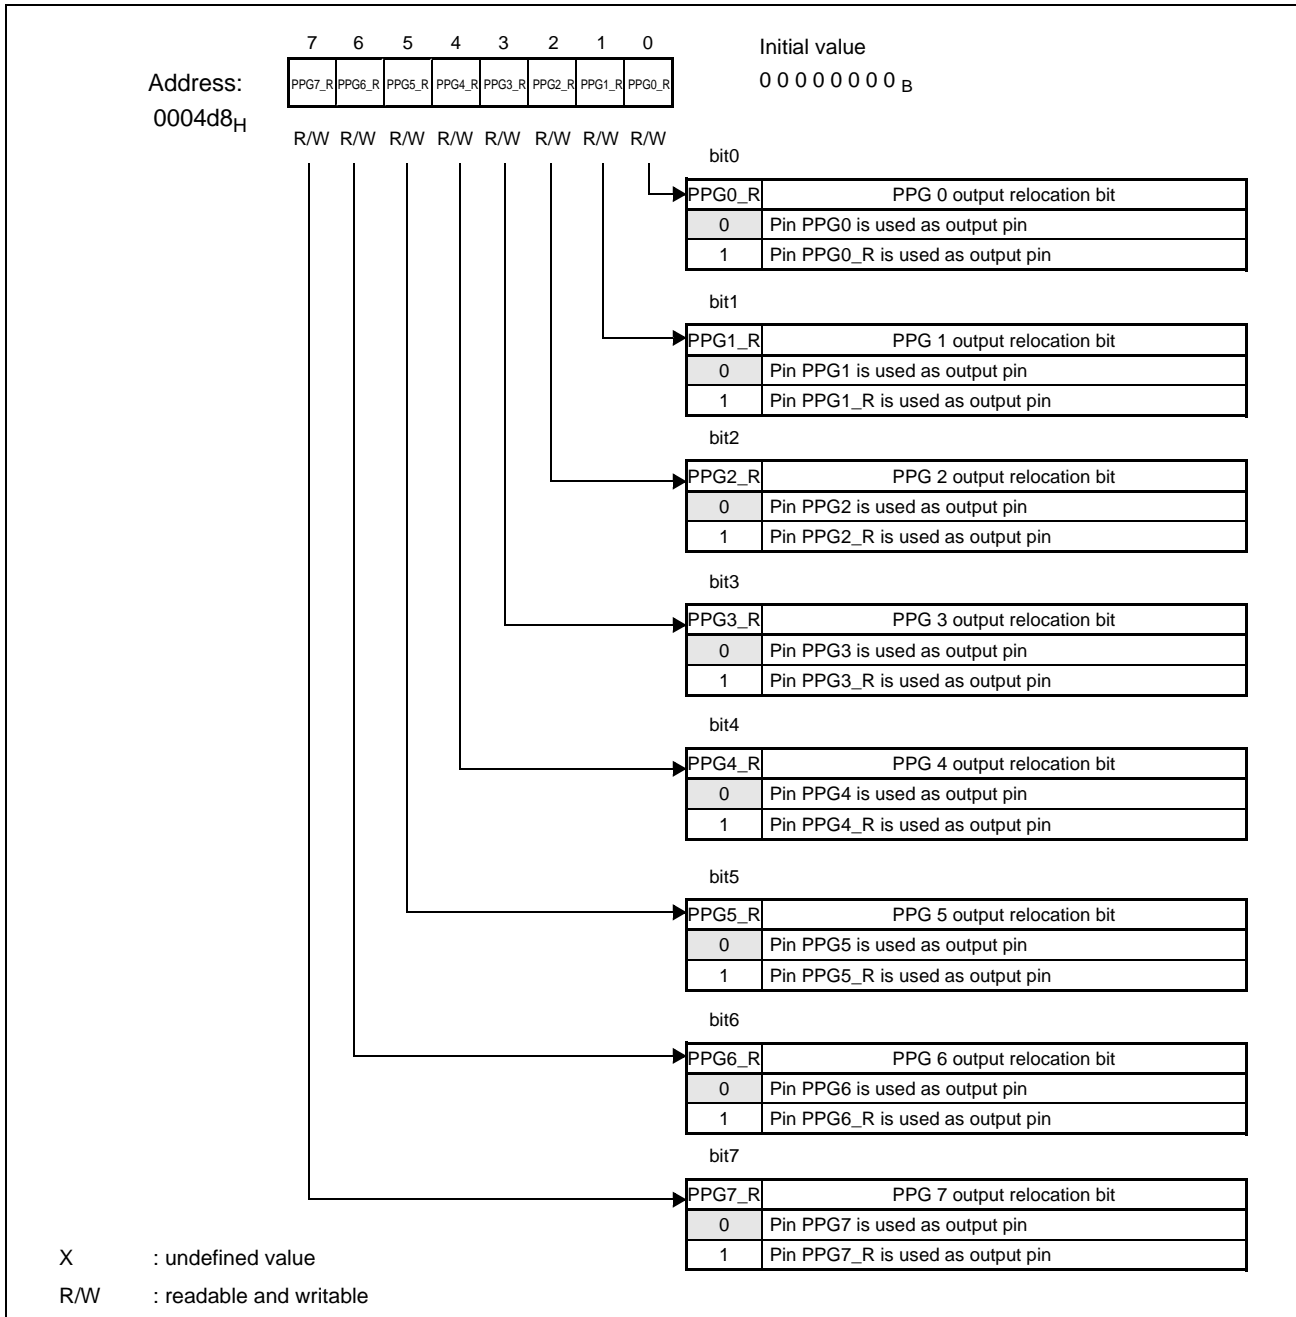 7 6 5 4 3 2 1 0 Initial value
Address: PPG7_R PPG6_R PPG5_R PPG4_R PPG3_R PPG2_R PPG1_R PPG0_R 0 0 0 0 0 0 0 0 B
0004d8H
R/W R/W R/W R/W R/W R/W R/W R/W
bit0
PPG0_R PPG 0 output relocation bit
0 Pin PPG0 is used as output pin
1 Pin PPG0_R is used as output pin
bit1
PPG1_R PPG 1 output relocation bit
0 Pin PPG1 is used as output pin
1 Pin PPG1_R is used as output pin
bit2
PPG2_R PPG 2 output relocation bit
0 Pin PPG2 is used as output pin
1 Pin PPG2_R is used as output pin
bit3
PPG3_R PPG 3 output relocation bit
0 Pin PPG3 is used as output pin
1 Pin PPG3_R is used as output pin
bit4
PPG4_R PPG 4 output relocation bit
0 Pin PPG4 is used as output pin
1 Pin PPG4_R is used as output pin
bit5
PPG5_R PPG 5 output relocation bit
0 Pin PPG5 is used as output pin
1 Pin PPG5_R is used as output pin
bit6
PPG6_R PPG 6 output relocation bit
0 Pin PPG6 is used as output pin
1 Pin PPG6_R is used as output pin
bit7
PPG7_R PPG 7 output relocation bit
0 Pin PPG7 is used as output pin
1 Pin PPG7_R is used as output pin
X : undefined value
R/W : readable and writable